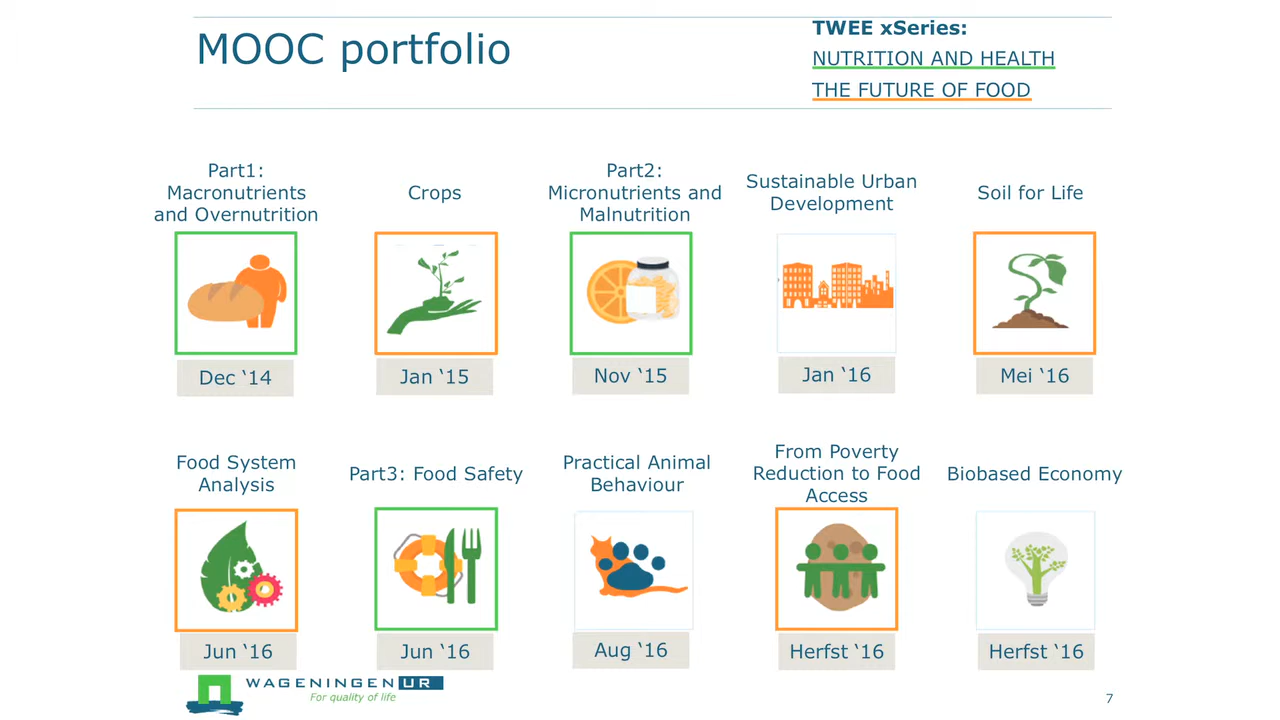 MOOC portfolio
TWEE xSeries:
NUTRITION AND HEALTH
THE FUTURE OF FOOD
Part1:
Macronutrients
and Overnutrition
Crops
Part2:
Micronutrients and
Malnutrition
Sustainable Urban
Development
Soil for Life
Dec ‘14
Jan ‘15
Nov ‘15
Jan ‘16
Mei ‘16
Food System
Analysis
Part3: Food Safety
Practical Animal
Behaviour
From Poverty
Reduction to Food
Access
Biobased Economy
Jun ‘16
Jun ‘16
Aug ‘16
Herfst ‘16
Herfst ‘16
WAGENINGEN UR
For quality of life
7